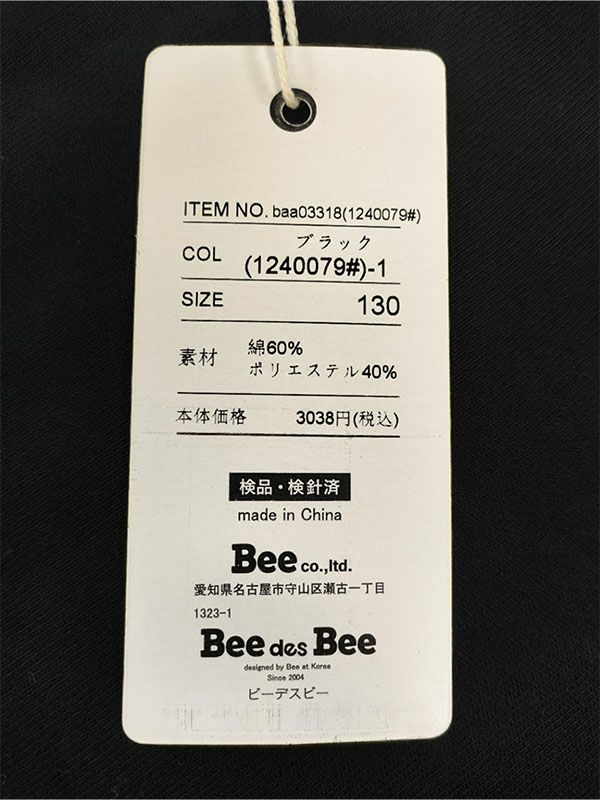 ITEM NO. baa03318(1240079#)
ブラック
COL (1240079#)-1
SIZE 130
素材 綿60%
ポリエステル40%
本体価格 3038円(税込)
検品・検針済
made in China
Bee co.,ltd.
愛知県名古屋市守山区瀬古一丁目
1323-1
Bee des Bee
designed by Bee at Korea
Since 2004
ビーデスビー